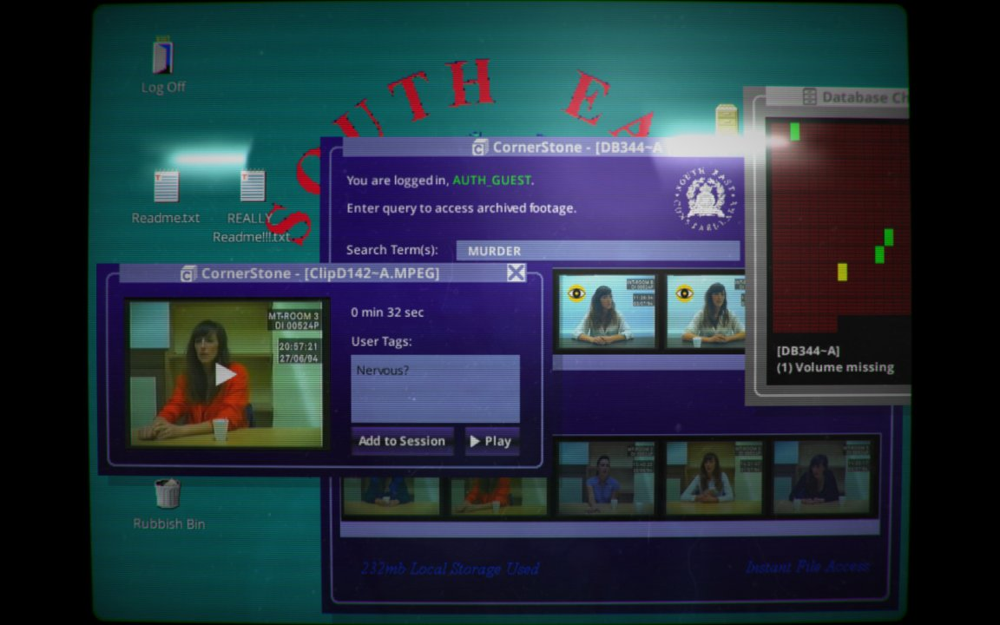 Log Off
SOUTH EA
Database Ch
CornerStone - [DB344~A
You are logged in, AUTH_GUEST.
SOUTH EAST
Enter query to access archived footage.
Readme.txt
REALLY
Readme!!!.txt
Search Term(s):
MURDER
CornerStone - [ClipD142~A.MPEG]
0 min 32 sec
MT-ROOM 3
DI 00524P
20:57:21
27/06/94
User Tags:
Nervous?
Add to Session
Play
[DB344~A]
(1) Volume missing
Rubbish Bin
232mb Local Storage Used
Instant File Access